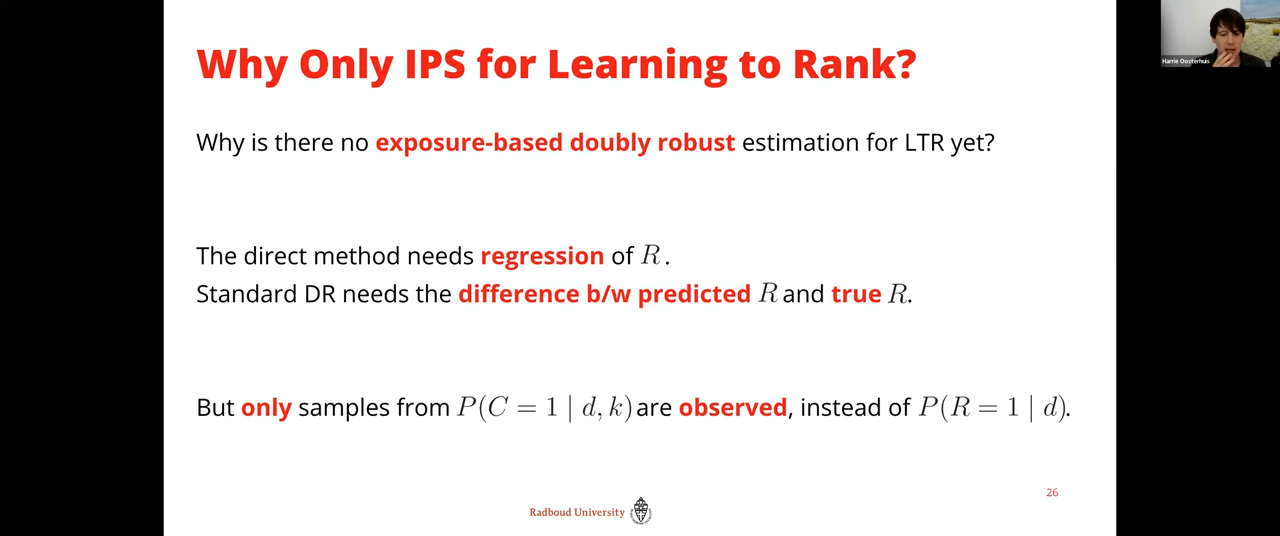 Why Only IPS for Learning to Rank?
Why is there no exposure-based doubly robust estimation for LTR yet?
The direct method needs regression of R.
Standard DR needs the difference b/w predicted R and true R.
But only samples from P(C = 1 | d, k) are observed, instead of P(R = 1 | d).
26
Radboud University
Harrie Oosterhuis